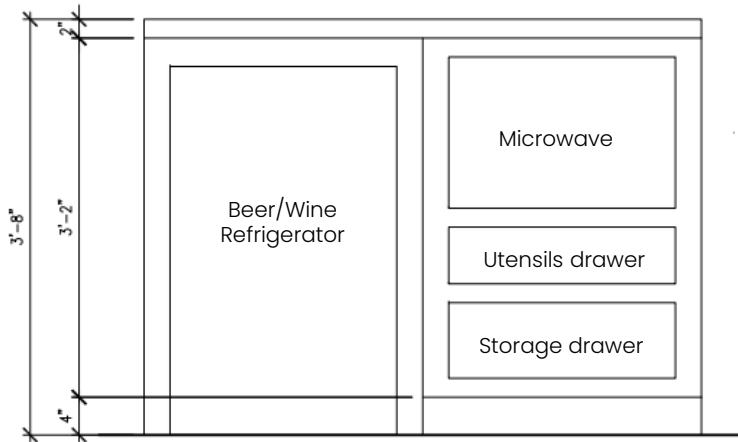 2"
3'-8"
3'-2"
4"
Beer/Wine
Refrigerator
Microwave
Utensils drawer
Storage drawer